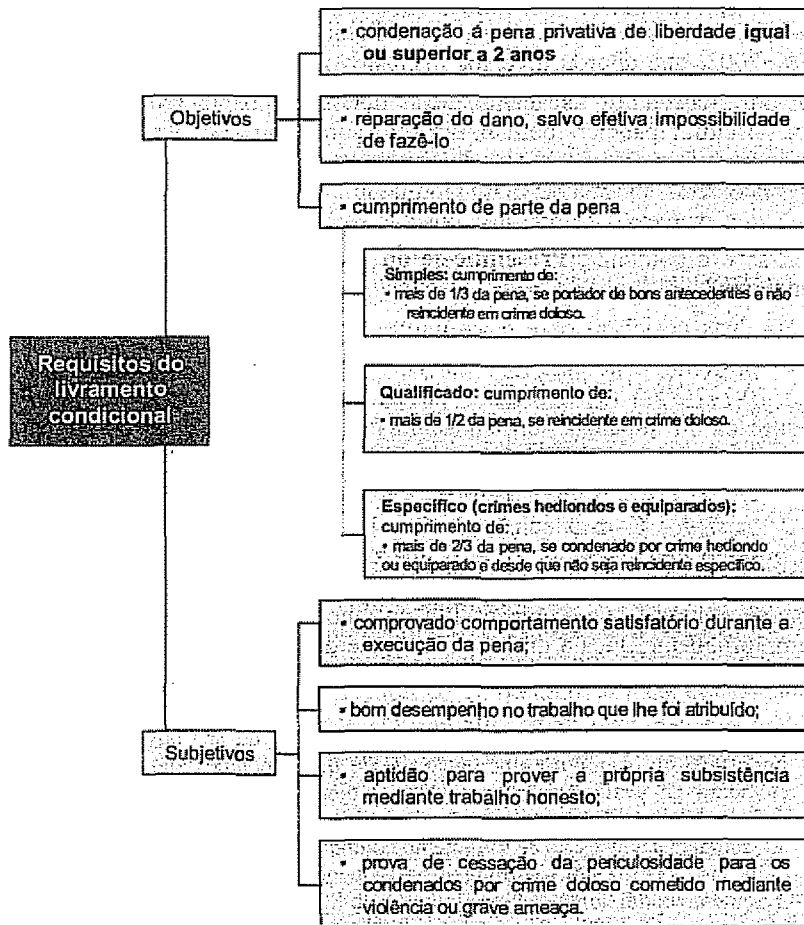 ▪ condenação á pena privativa de liberdade igual
ou superior a 2 anos
Objetivos
▪ reparação do dano, salvo efetiva impossibilidade
de fazê-lo
▪ cumprimento de parte da pena
Simples: cumprimento de:
▪ mais de 1/3 da pena, se portador de bons antecedentes e não
reincidente em crime doloso.
Requisitos do
livramento
condicional
Qualificado: cumprimento de:
▪ mais de 1/2 da pena, se reincidente em crime doloso.
Específico (crimes hediondos e equiparados):
cumprimento de:
▪ mais de 2/3 da pena, se condenado por crime hediondo
ou equiparado e desde que não seja reincidente específico.
▪ comprovado comportamento satisfatório durante a
execução da pena;
▪ bom desempenho no trabalho que lhe foi atribuído;
Subjetivos
▪ aptidão para prover a própria subsistência
mediante trabalho honesto;
▪ prova de cessação da periculosidade para os
condenados por crime doloso cometido mediante
violência ou grave ameaça.